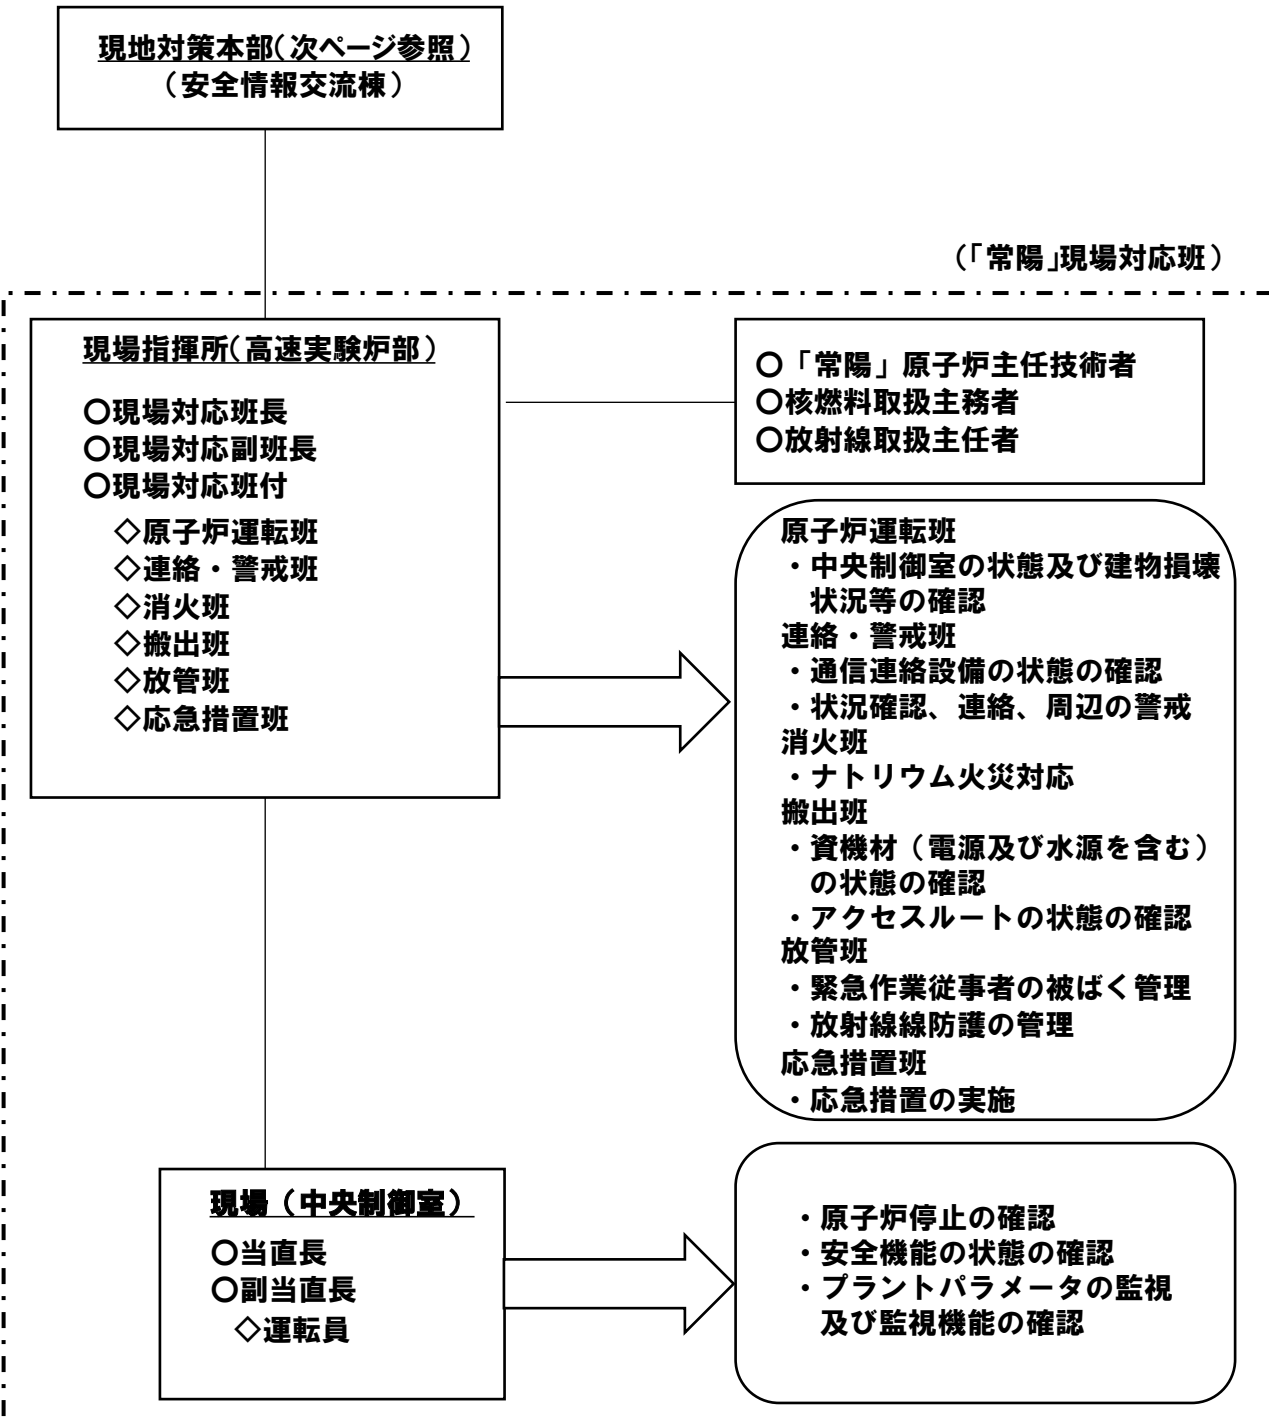 現地対策本部（次ページ参照）
（安全情報交流棟）
（「常陽」現場対応班）
現場指揮所（高速実験炉部）
○現場対応班長
○現場対応副班長
○現場対応班付
◇原子炉運転班
◇連絡・警戒班
◇消火班
◇搬出班
◇放管班
◇応急措置班
○「常陽」原子炉主任技術者
○核燃料取扱主務者
○放射線取扱主任者
原子炉運転班
・中央制御室の状態及び建物損壊
状況等の確認
連絡・警戒班
・通信連絡設備の状態の確認
・状況確認、連絡、周辺の警戒
消火班
・ナトリウム火災対応
搬出班
・資機材（電源及び水源を含む）
の状態の確認
・アクセスルートの状態の確認
放管班
・緊急作業従事者の被ばく管理
・放射線線防護の管理
応急措置班
・応急措置の実施
現場（中央制御室）
○当直長
○副当直長
◇運転員
・原子炉停止の確認
・安全機能の状態の確認
・プラントパラメータの監視
及び監視機能の確認